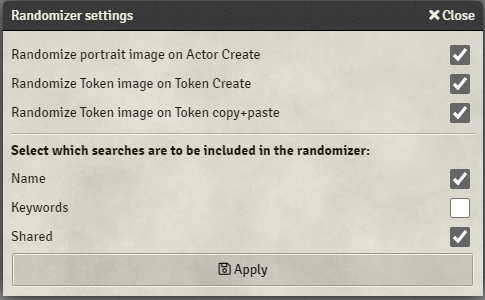 Randomizer settings
Close
Randomize portrait image on Actor Create
Randomize Token image on Token Create
Randomize Token image on Token copy+paste
Select which searches are to be included in the randomizer:
Name
Keywords
Shared
Apply